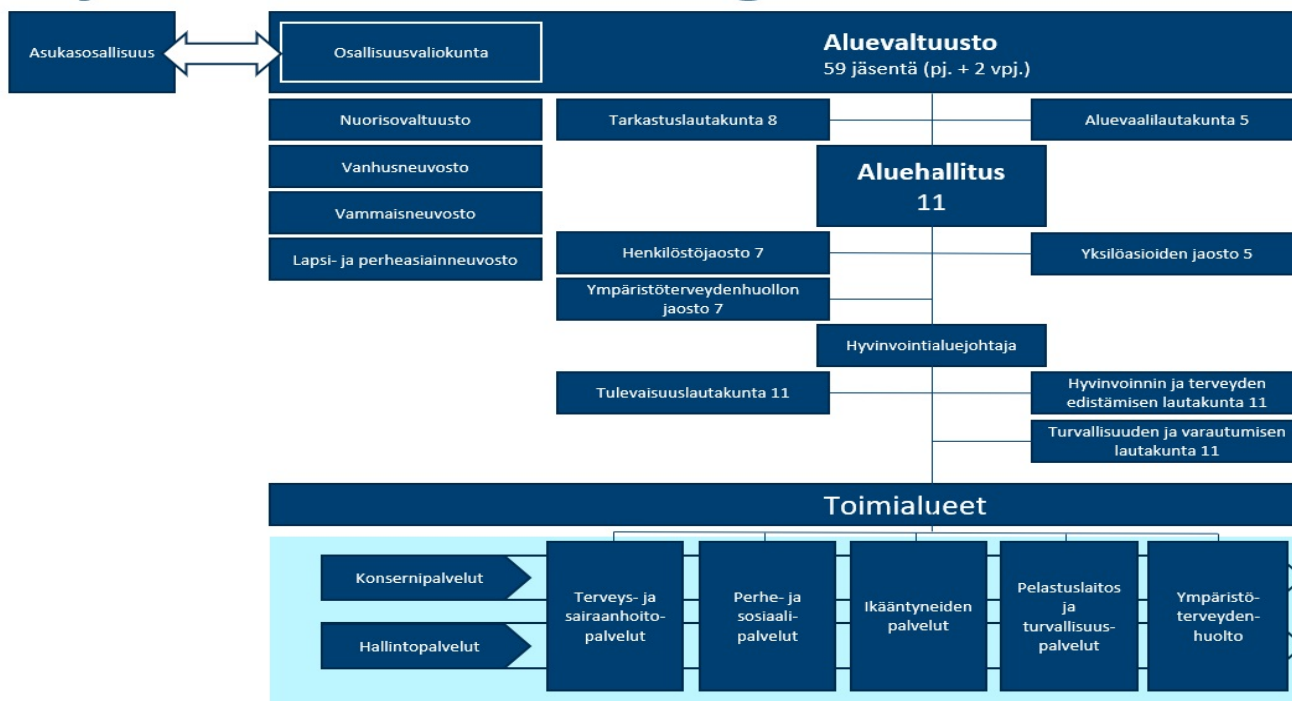 Asukasosallisuus
Osallisuusvaliokunta
Aluevaltuusto
59 jäsentä (pj. + 2 vpj.)
Nuorisovaltuusto
Tarkastuslautakunta 8
Aluevaalilautakunta 5
Vanhusneuvosto
Aluehallitus
11
Vammaisneuvosto
Lapsi- ja perheasiainneuvosto
Henkilöstöjaosto 7
Yksilöasioiden jaosto 5
Ympäristöterveydenhuollon
jaosto 7
Hyvinvointialuejohtaja
Tulevaisuuslautakunta 11
Hyvinvoinnin ja terveyden
edistämisen lautakunta 11
Turvallisuuden ja varautumisen
lautakunta 11
Toimialueet
Konsernipalvelut
Hallintopalvelut
Terveys- ja
sairaanhoito-
palvelut
Perhe- ja
sosiaali-
palvelut
Ikääntyneiden
palvelut
Pelastuslaitos
ja
turvallisuus-
palvelut
Ympäristö-
terveyden-
huolto